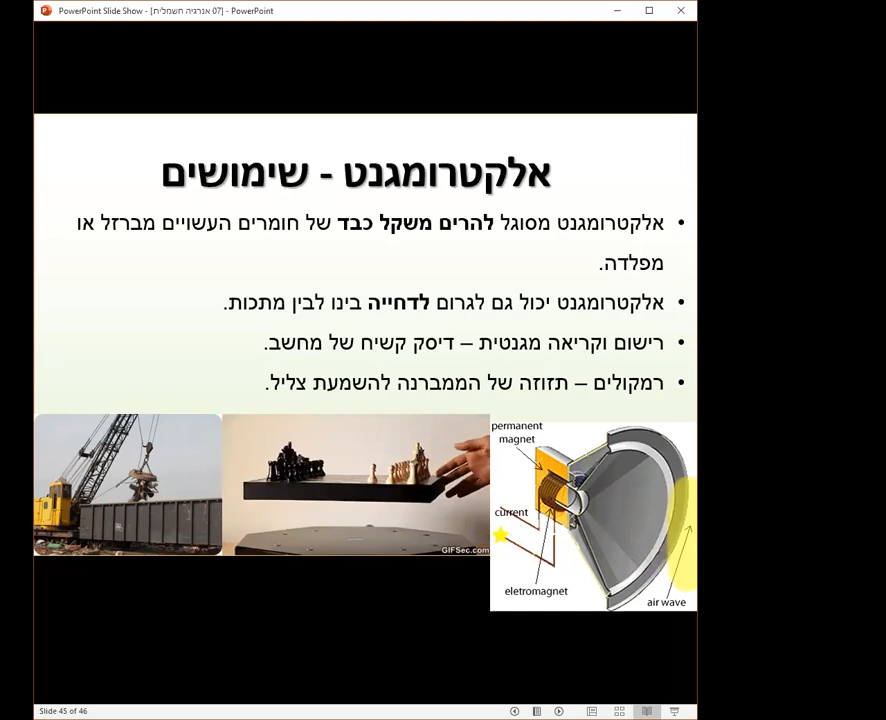 PowerPoint Slide Show - [07 אנרגיה חשמלית] - PowerPoint
אלקטרומגנט - שימושים
• אלקטרומגנט מסוגל להרים משקל כבד של חומרים העשויים מברזל או
מפלדה.
• אלקטרומגנט יכול גם לגרום לדחייה בינו לבין מתכות.
• רישום וקריאה מגנטית – דיסק קשיח של מחשב.
• רמקולים – תזוזה של הממברנה להשמעת צליל.
GIFSec.com
permanent
magnet
current
eletromagnet
air wave
Slide 45 of 46